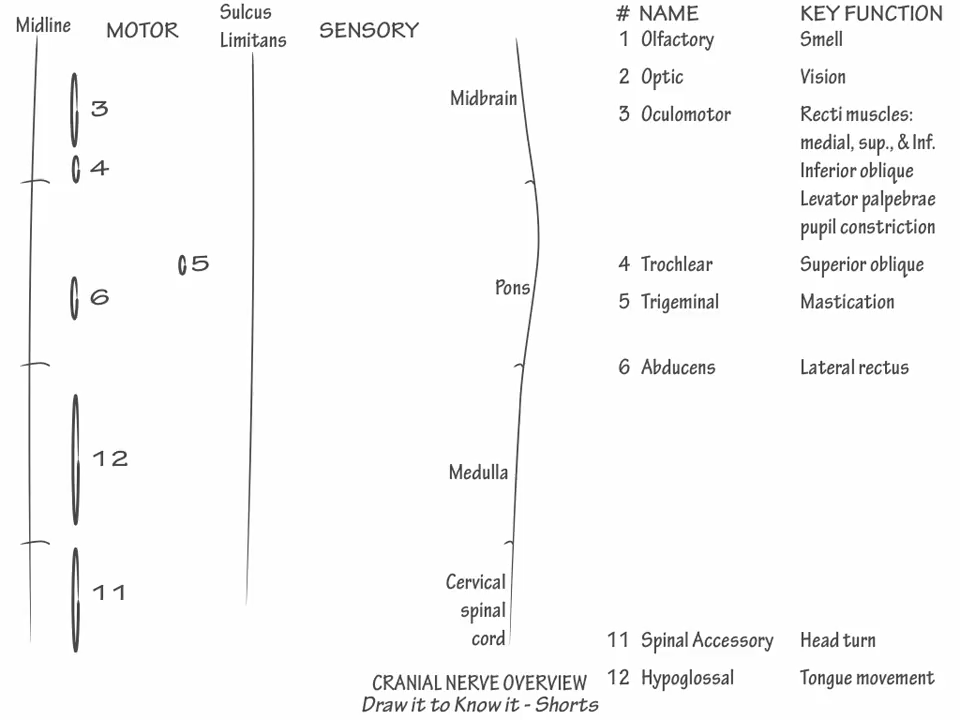 Midline
MOTOR
Sulcus
Limitans
SENSORY
3
4
5
6
12
11
Midbrain
Pons
Medulla
Cervical
spinal
cord
# NAME KEY FUNCTION
1 Olfactory Smell
2 Optic Vision
3 Oculomotor Recti muscles:
medial, sup., & Inf.
Inferior oblique
Levator palpebrae
pupil constriction
4 Trochlear Superior oblique
5 Trigeminal Mastication
6 Abducens Lateral rectus
11 Spinal Accessory Head turn
12 Hypoglossal Tongue movement
CRANIAL NERVE OVERVIEW
Draw it to Know it - Shorts